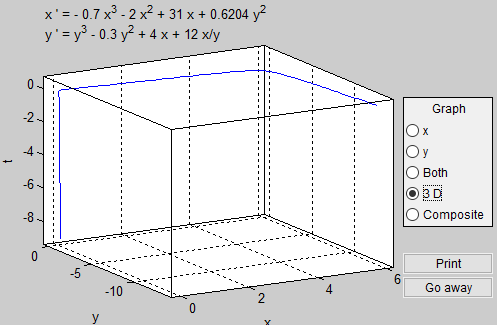 x ' = - 0.7 x³ - 2 x² + 31 x + 0.6204 y²
y ' = y³ - 0.3 y² + 4 x + 12 x/y
0
-2
-4
-6
-8
t
0
-5
-10
y
0
2
4
6
x
Graph
x
y
Both
3 D
Composite
Print
Go away